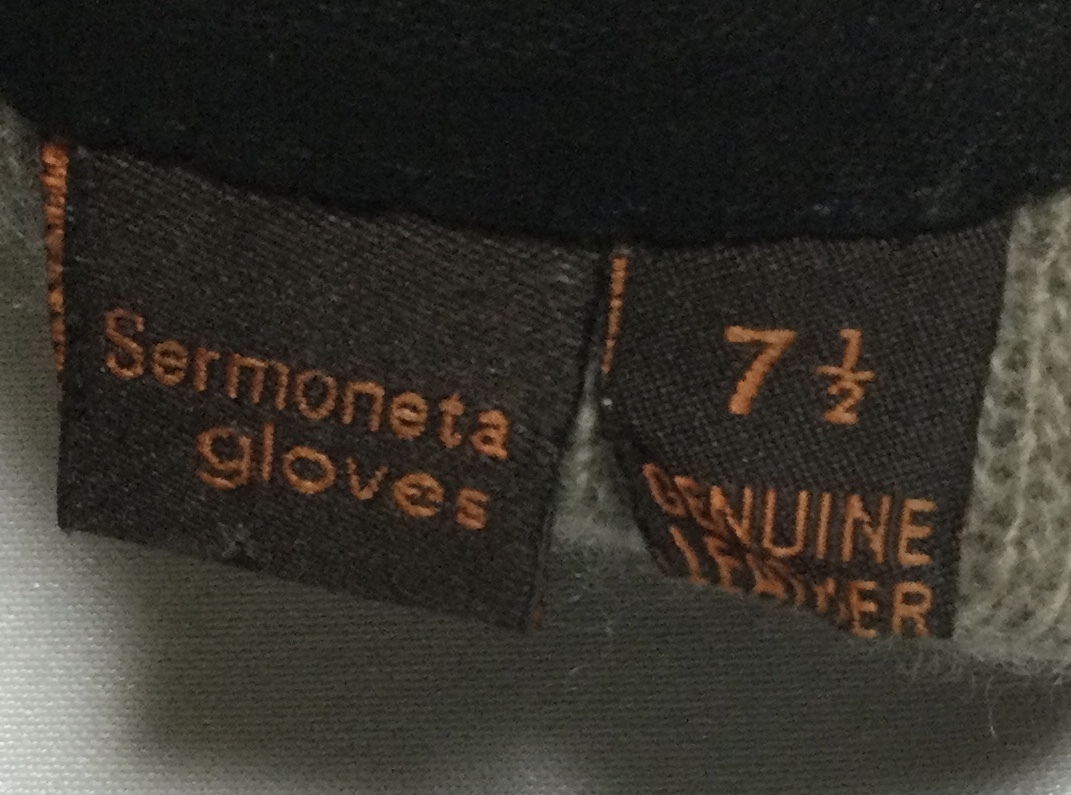 Sermoneta
gloves
7 1/2
GENUINE
LEATHER